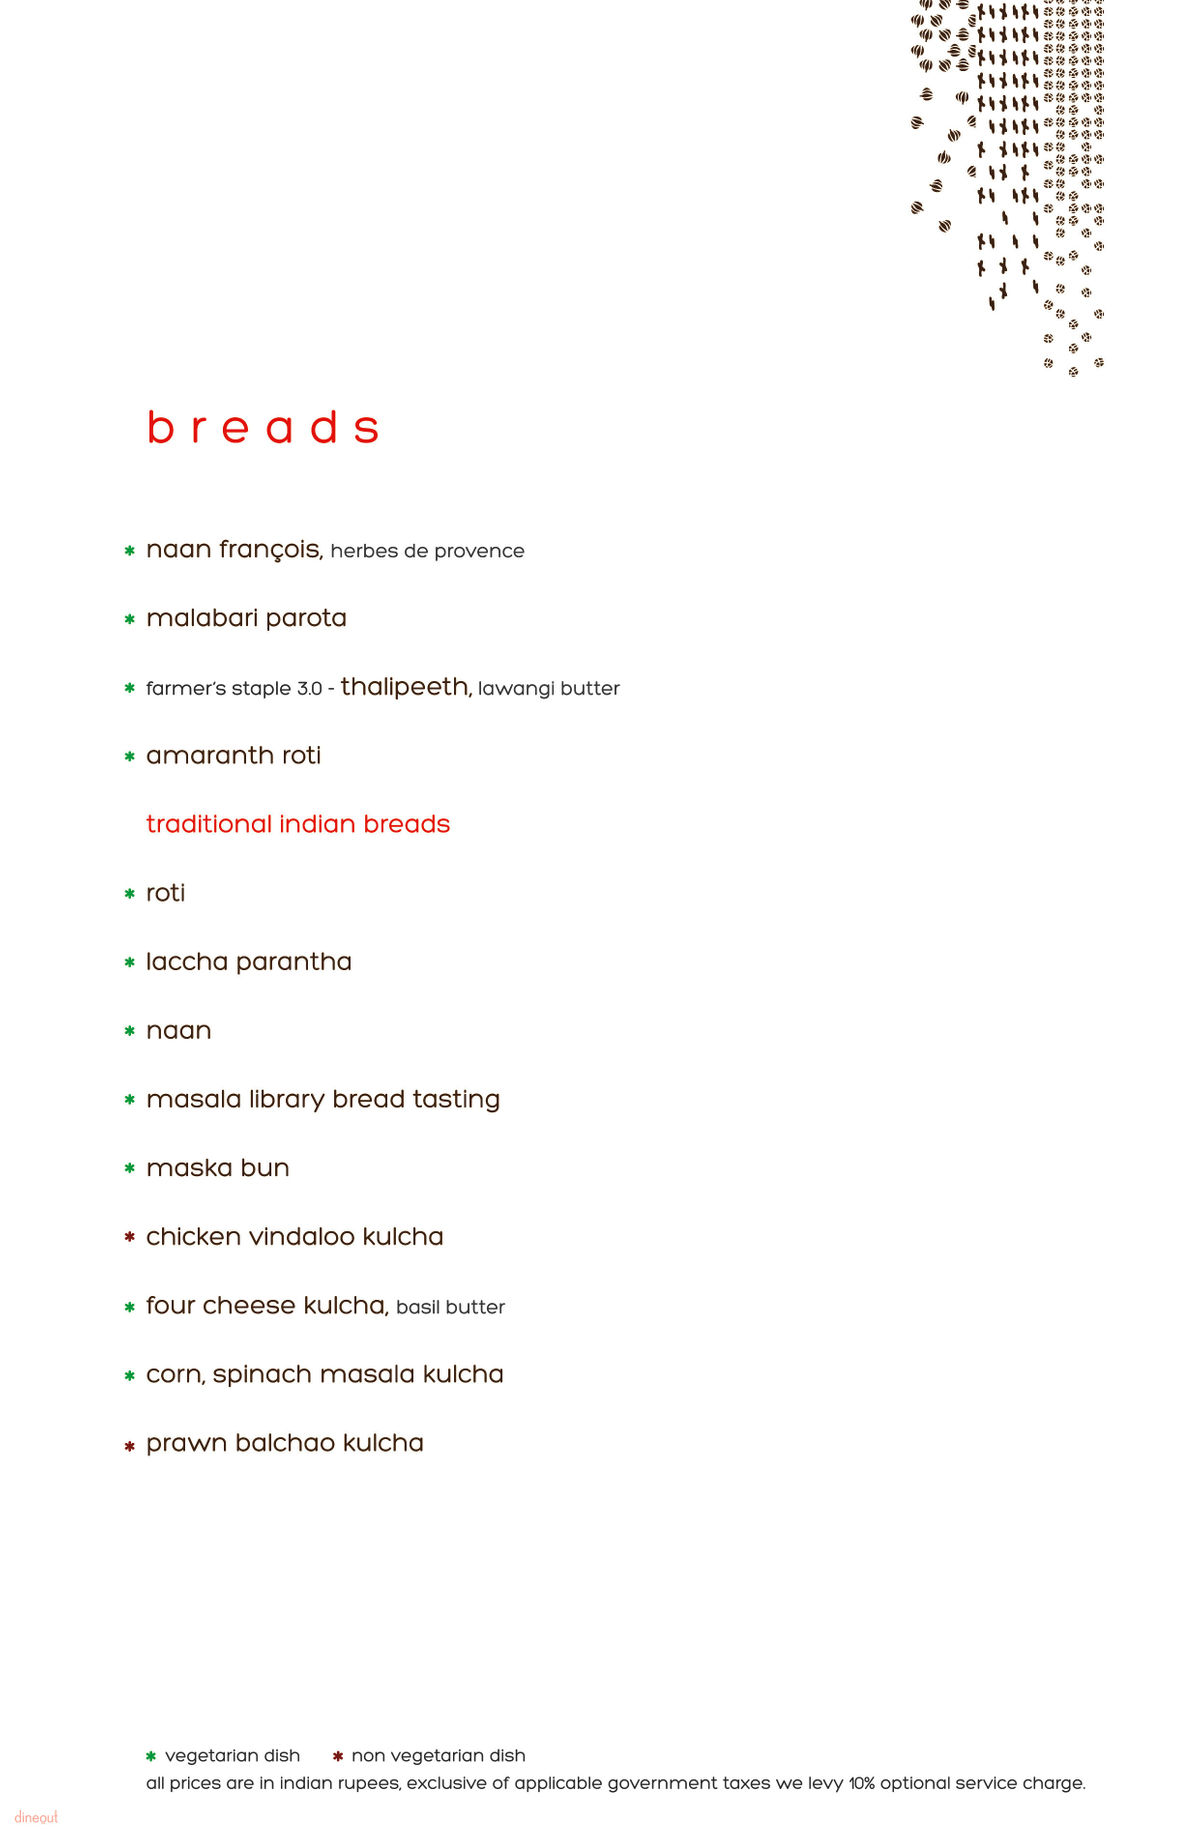 breads
* naan françois, herbes de provence
* malabari parota
* farmer's staple 3.0 - thalipeeth, lawangi butter
* amaranth roti
traditional indian breads
* roti
* laccha parantha
* naan
* masala library bread tasting
* maska bun
* chicken vindaloo kulcha
* four cheese kulcha, basil butter
* corn, spinach masala kulcha
* prawn balchao kulcha
* vegetarian dish * non vegetarian dish
all prices are in indian rupees, exclusive of applicable government taxes we levy 10% optional service charge.
dineout